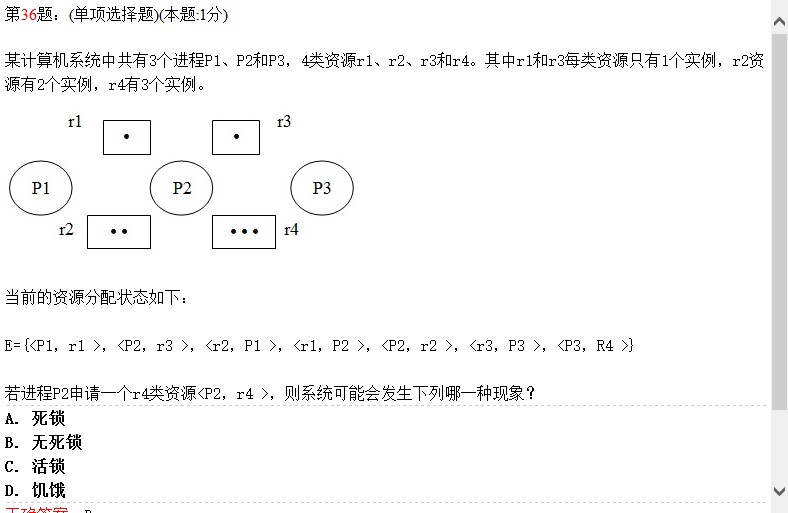 第36题：(单项选择题)(本题:1分)
某计算机系统中共有3个进程P1、P2和P3，4类资源r1、r2、r3和r4。其中r1和r3每类资源只有1个实例，r2资
源有2个实例，r4有3个实例。
r1 r3
P1 P2 P3
r2 r4
当前的资源分配状态如下：
E={<P1，r1 >，<P2，r3 >，<r2，P1 >，<r1，P2 >，<P2，r2 >，<r3，P3 >，<P3，R4 >}
若进程P2申请一个r4类资源<P2，r4 >，则系统可能会发生下列哪一种现象？
A. 死锁
B. 无死锁
C. 活锁
D. 饥饿